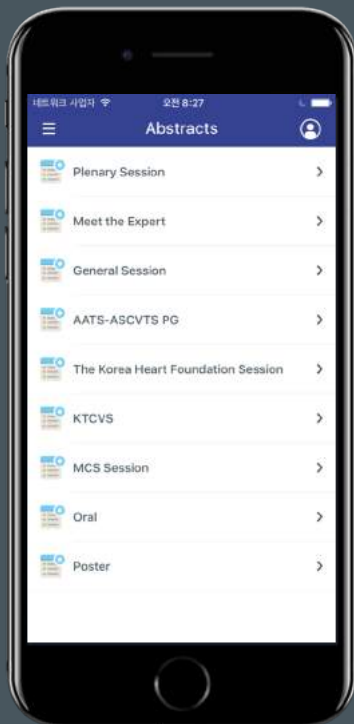 네트워크 사업자 오전 8:27
Abstracts
Plenary Session
Meet the Expert
General Session
AATS-ASCVTS PG
The Korea Heart Foundation Session
KTCVS
MCS Session
Oral
Poster